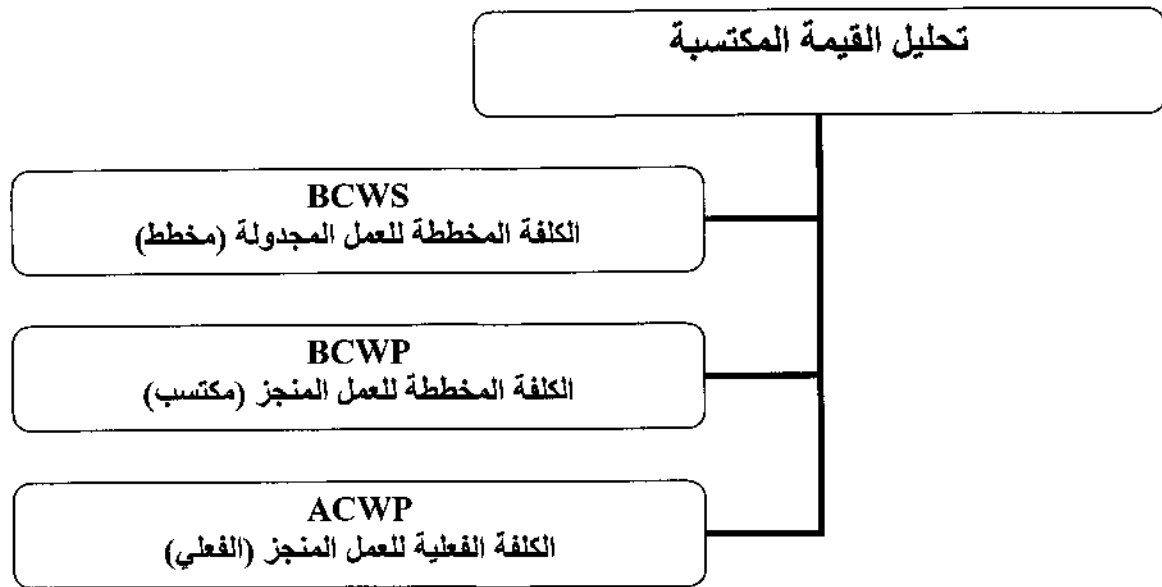 تحليل القيمة المكتسبة
BCWS
الكلفة المخططة للعمل المجدولة (مخطط)
BCWP
الكلفة المخططة للعمل المنجز (مكتسب)
ACWP
الكلفة الفعلية للعمل المنجز (الفعلي)